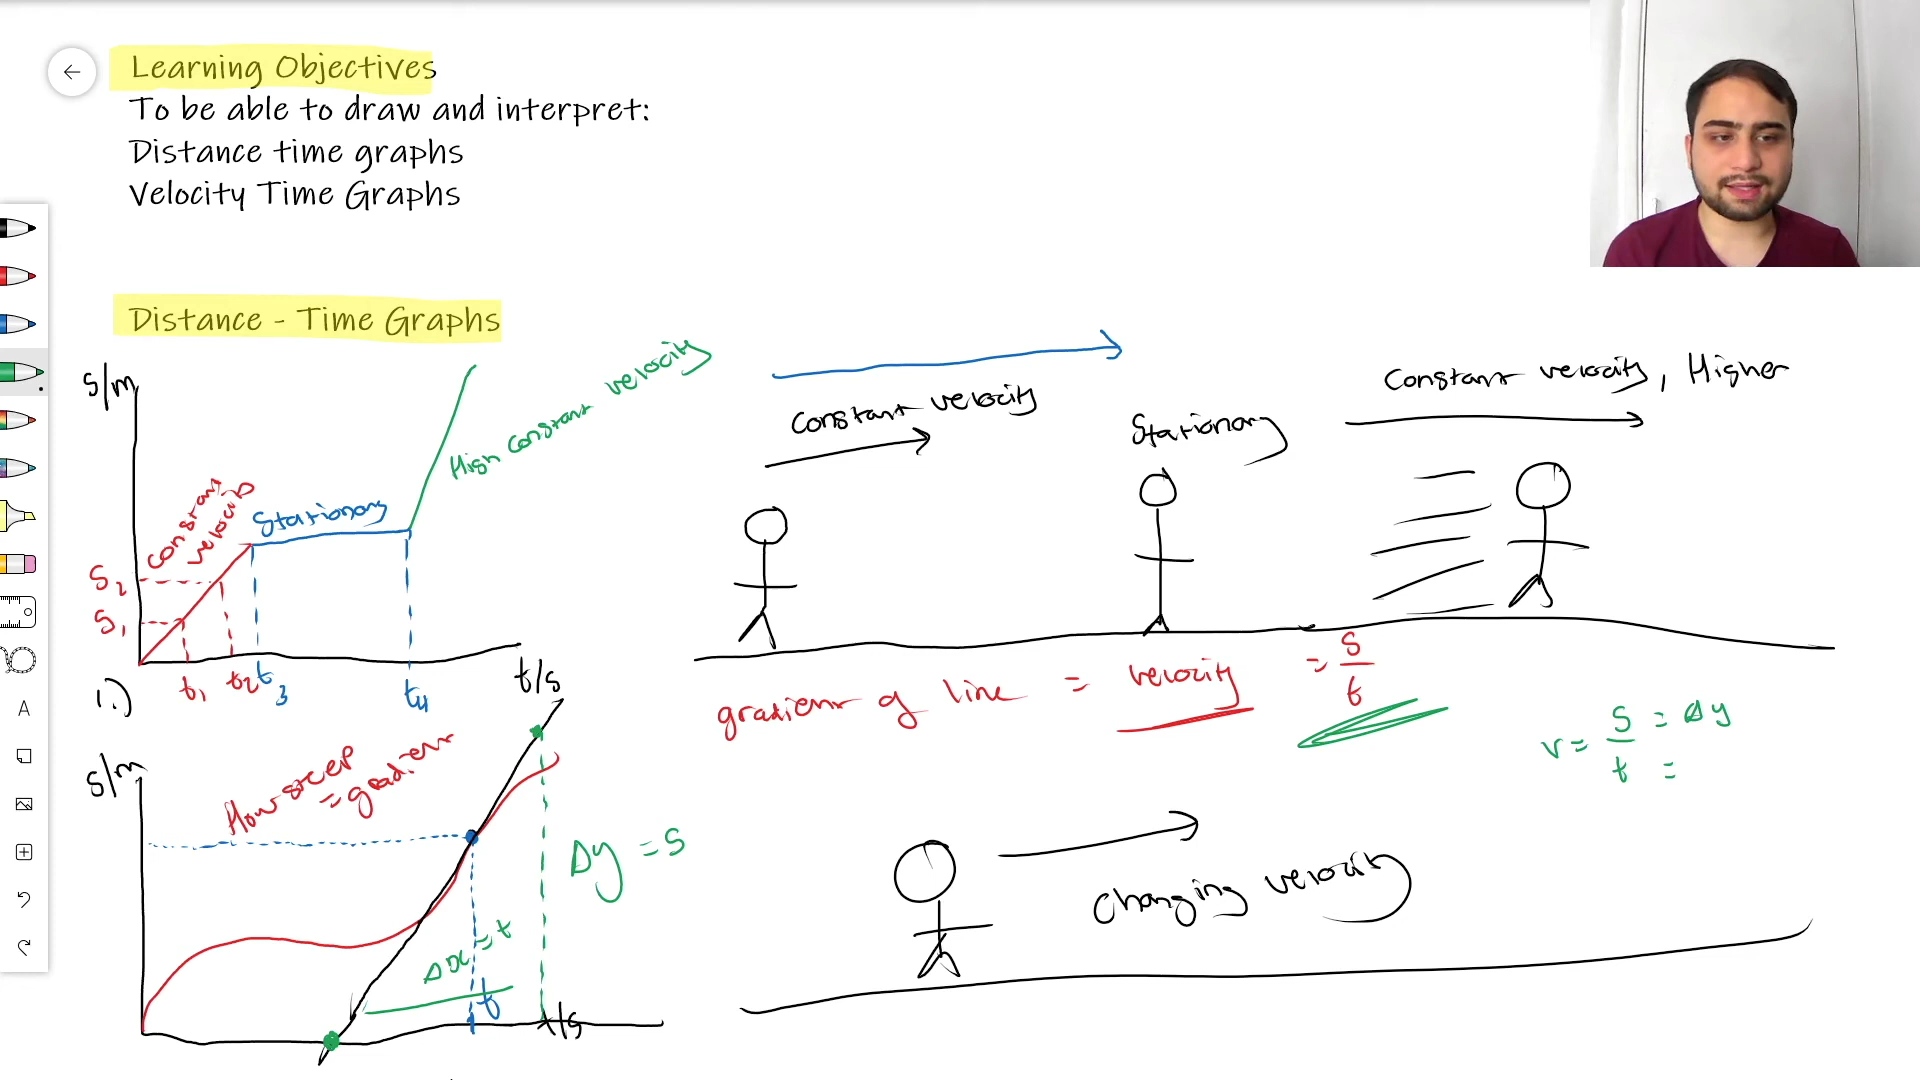 Learning Objectives
To be able to draw and interpret:
Distance time graphs
Velocity Time Graphs
Distance - Time Graphs
s/m
constant
velocity
Stationary
High constant velocity
S2
S1
t1
t2
t3
t4
t/s
1.)
Constant velocity
Stationary
Constant velocity, Higher
gradient of line = velocity = s/t
v = s/t = Δy
=
s/m
How steep
= gradient
Δy = s
Δx = t
t
t/s
Changing velocity
A